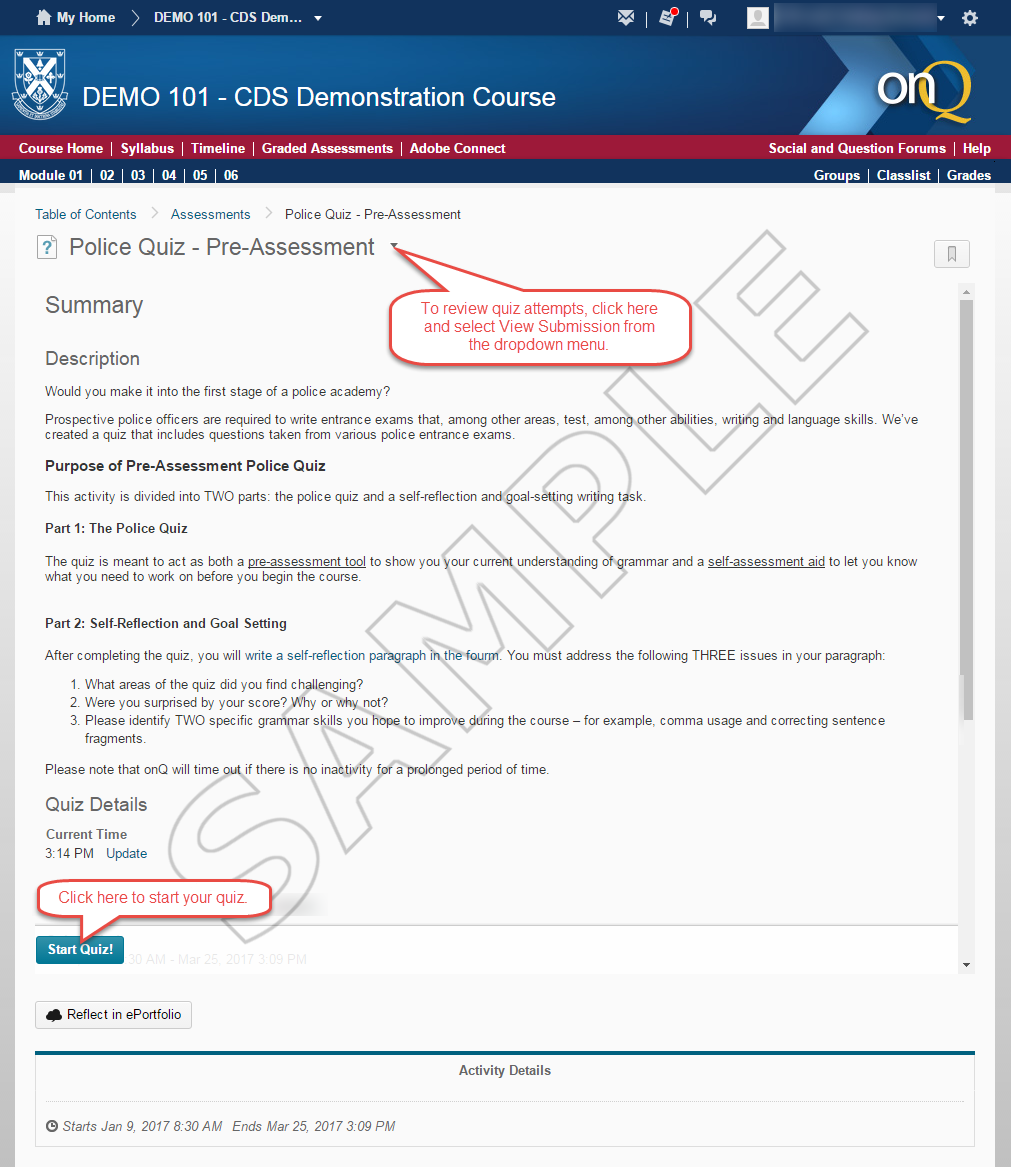 My Home
DEMO 101 - CDS Dem...
DEMO 101 - CDS Demonstration Course
onQ
Course Home | Syllabus | Timeline | Graded Assessments | Adobe Connect
Social and Question Forums | Help
Module 01 | 02 | 03 | 04 | 05 | 06
Groups | Classlist | Grades
Table of Contents
Assessments
Police Quiz - Pre-Assessment
Police Quiz - Pre-Assessment
To review quiz attempts, click here
and select View Submission from
the dropdown menu.
Summary
Description
Would you make it into the first stage of a police academy?
Prospective police officers are required to write entrance exams that, among other areas, test, among other abilities, writing and language skills. We've
created a quiz that includes questions taken from various police entrance exams.
Purpose of Pre-Assessment Police Quiz
This activity is divided into TWO parts: the police quiz and a self-reflection and goal-setting writing task.
Part 1: The Police Quiz
The quiz is meant to act as both a pre-assessment tool to show you your current understanding of grammar and a self-assessment aid to let you know
what you need to work on before you begin the course.
Part 2: Self-Reflection and Goal Setting
After completing the quiz, you will write a self-reflection paragraph in the fourm. You must address the following THREE issues in your paragraph:
1. What areas of the quiz did you find challenging?
2. Were you surprised by your score? Why or why not?
3. Please identify TWO specific grammar skills you hope to improve during the course – for example, comma usage and correcting sentence
fragments.
Please note that onQ will time out if there is no inactivity for a prolonged period of time.
SAMPLE
Quiz Details
Current Time
3:14 PM Update
Click here to start your quiz.
Start Quiz!
30 AM - Mar 25, 2017 3:09 PM
Reflect in ePortfolio
Activity Details
Starts Jan 9, 2017 8:30 AM Ends Mar 25, 2017 3:09 PM